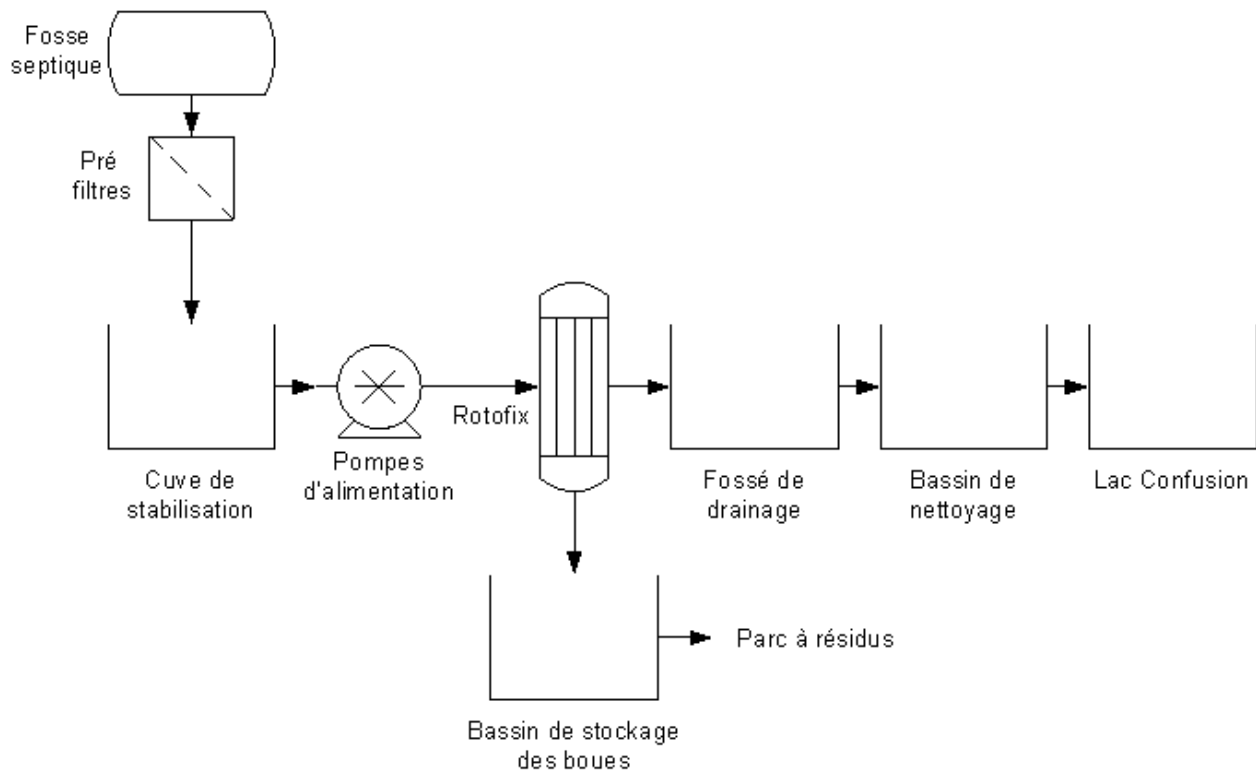 Fosse
septique
Pré
filtres
Rotofix
Cuve de
stabilisation
Pompes
d'alimentation
Fossé de
drainage
Bassin de
nettoyage
Lac Confusion
Parc à résidus
Bassin de stockage
des boues